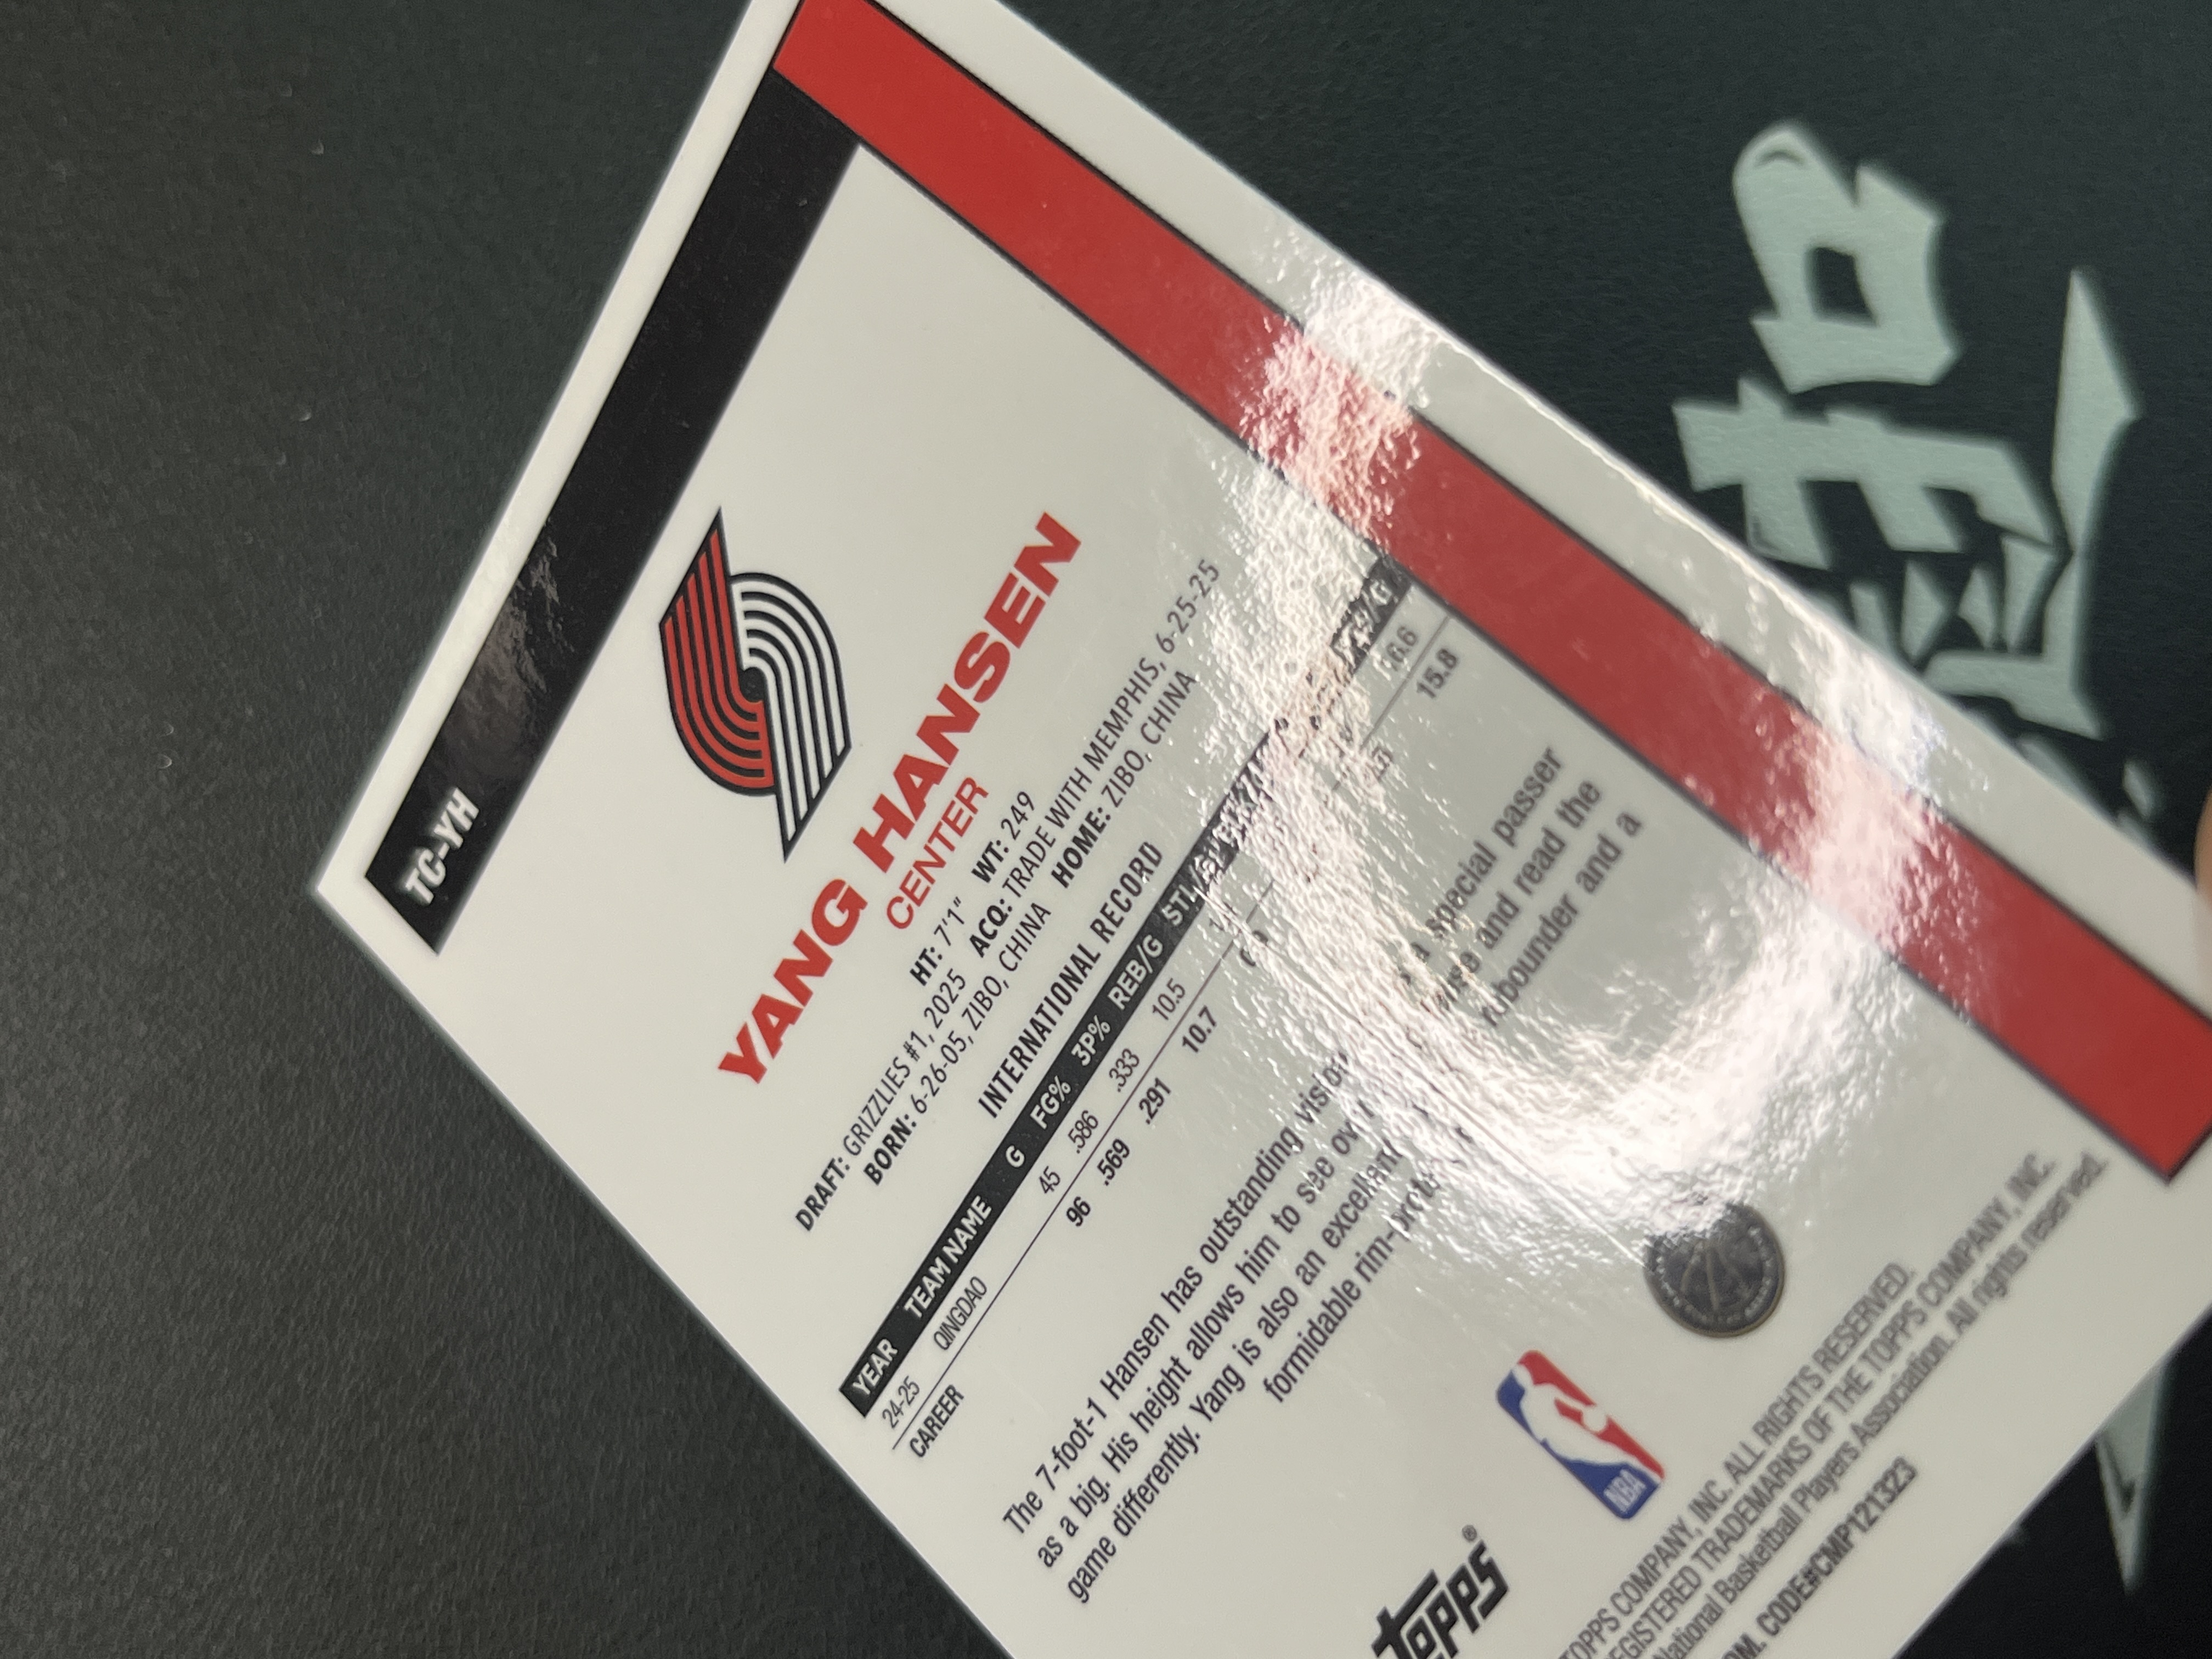 TC-YH
YANG HANSEN
CENTER
HT: 7'1" WT: 249
DRAFT: GRIZZLIES #1, 2025 ACQ: TRADE WITH MEMPHIS, 6-25-25
BORN: 6-26-05, ZIBO, CHINA HOME: ZIBO, CHINA
INTERNATIONAL RECORD
YEAR TEAM NAME G FG% 3P% REB/G
24-25 QINGDAO 45 .586 .333 10.5
CAREER 96 .569 .291 10.7 15.8
The 7-foot-1 Hansen has outstanding vision special passer
as a big. His height allows him to see and read the
game differently. Yang is also an excellent rebounder and a
formidable
NBA
topps®
TOPPS COMPANY, INC. ALL RIGHTS RESERVED.
REGISTERED TRADEMARKS OF THE TOPPS COMPANY, INC.
National Basketball Players Association. All rights reserved.
CODE#CMP121323